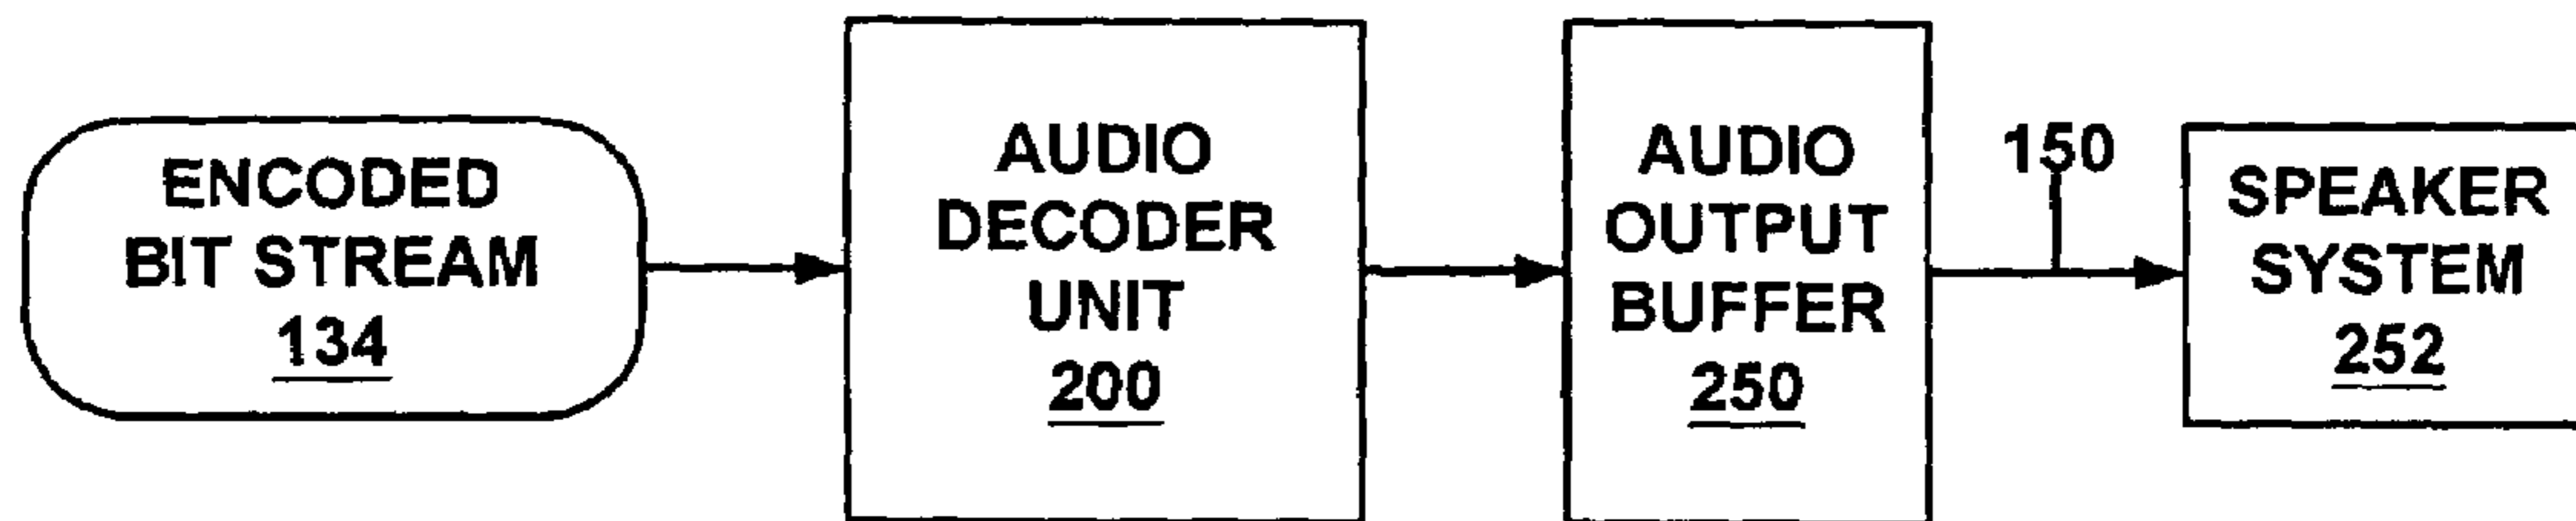 ENCODED
BIT STREAM
134
AUDIO
DECODER
UNIT
200
AUDIO
OUTPUT
BUFFER
250
150
SPEAKER
SYSTEM
252